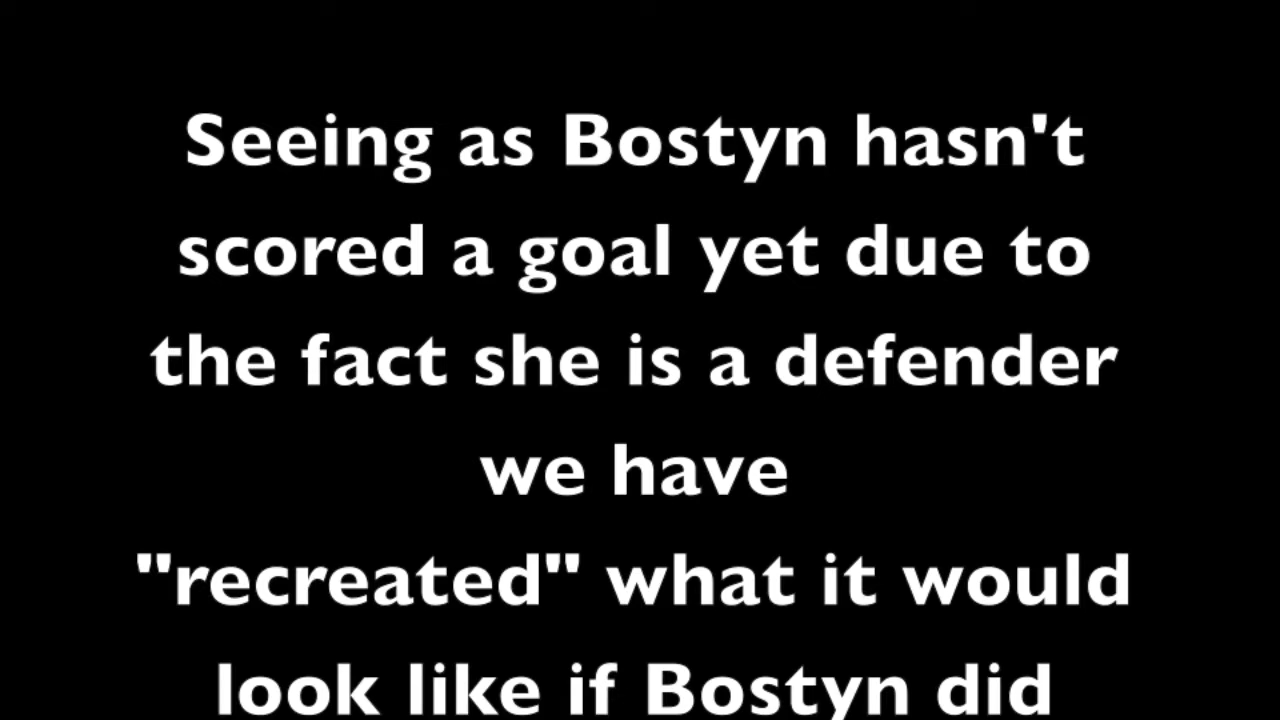 Seeing as Bostyn hasn't
scored a goal yet due to
the fact she is a defender
we have
"recreated" what it would
look like if Bostyn did